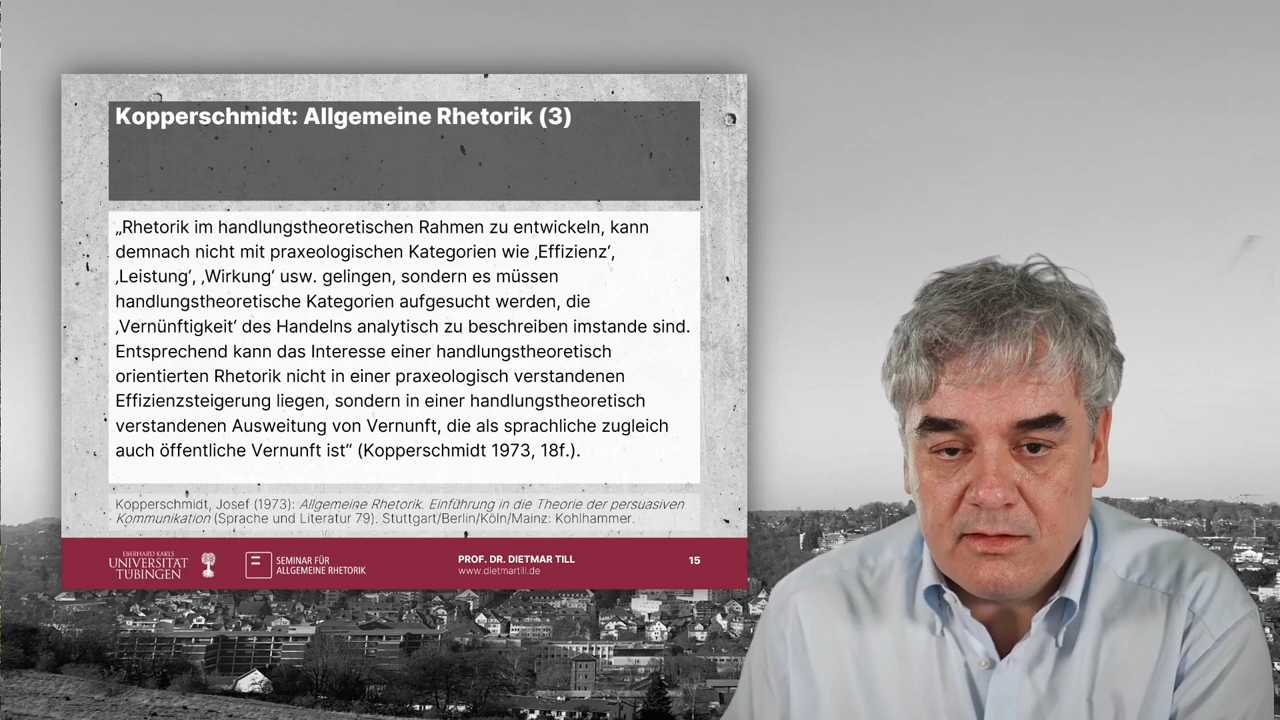 Kopperschmidt: Allgemeine Rhetorik (3)
„Rhetorik im handlungstheoretischen Rahmen zu entwickeln, kann
demnach nicht mit praxeologischen Kategorien wie ‚Effizienz‘,
‚Leistung‘, ‚Wirkung‘ usw. gelingen, sondern es müssen
handlungstheoretische Kategorien aufgesucht werden, die
‚Vernünftigkeit‘ des Handelns analytisch zu beschreiben imstande sind.
Entsprechend kann das Interesse einer handlungstheoretisch
orientierten Rhetorik nicht in einer praxeologisch verstandenen
Effizienzsteigerung liegen, sondern in einer handlungstheoretisch
verstandenen Ausweitung von Vernunft, die als sprachliche zugleich
auch öffentliche Vernunft ist“ (Kopperschmidt 1973, 18f.).
Kopperschmidt, Josef (1973): Allgemeine Rhetorik. Einführung in die Theorie der persuasiven
Kommunikation (Sprache und Literatur 79). Stuttgart/Berlin/Köln/Mainz: Kohlhammer.
EBERHARD KARLS
UNIVERSITÄT
TÜBINGEN
SEMINAR FÜR
ALLGEMEINE RHETORIK
PROF. DR. DIETMAR TILL
www.dietmartill.de
15